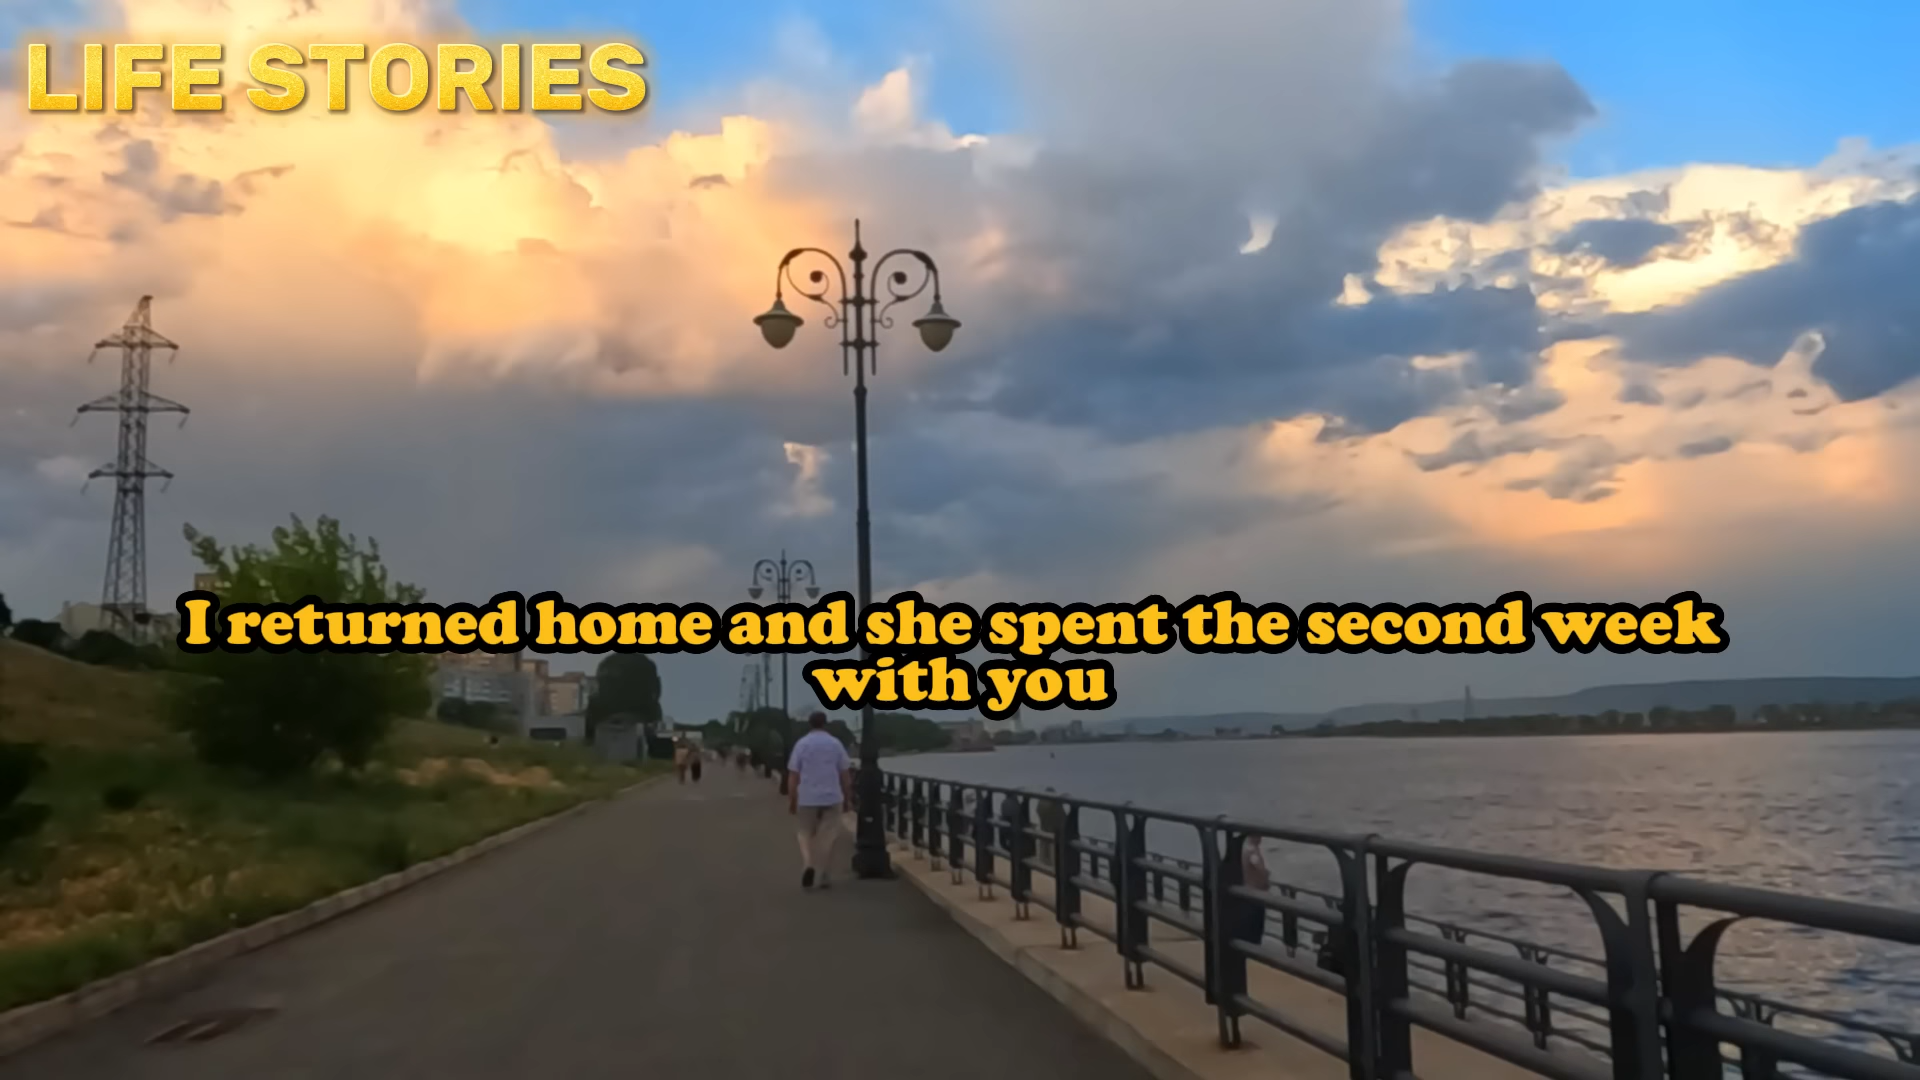 LIFE STORIES
I returned home and she spent the second week
with you